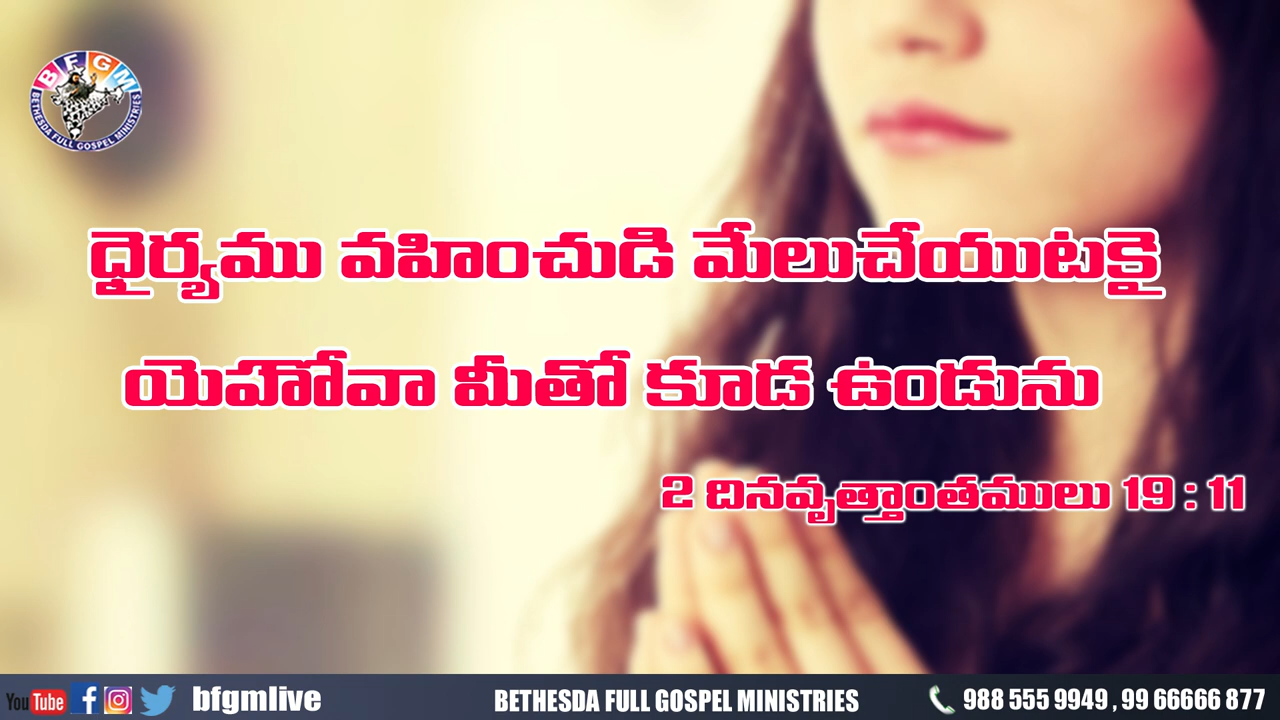 BFGM
BETHESDA FULL GOSPEL MINISTRIES
ధైర్యము వహించుడి మేలుచేయుటకై
యెహోవా మీతో కూడ ఉండును
2 దినవృత్తాంతములు 19 : 11
YouTube bfgmlive BETHESDA FULL GOSPEL MINISTRIES 988 555 9949 , 99 66666 877